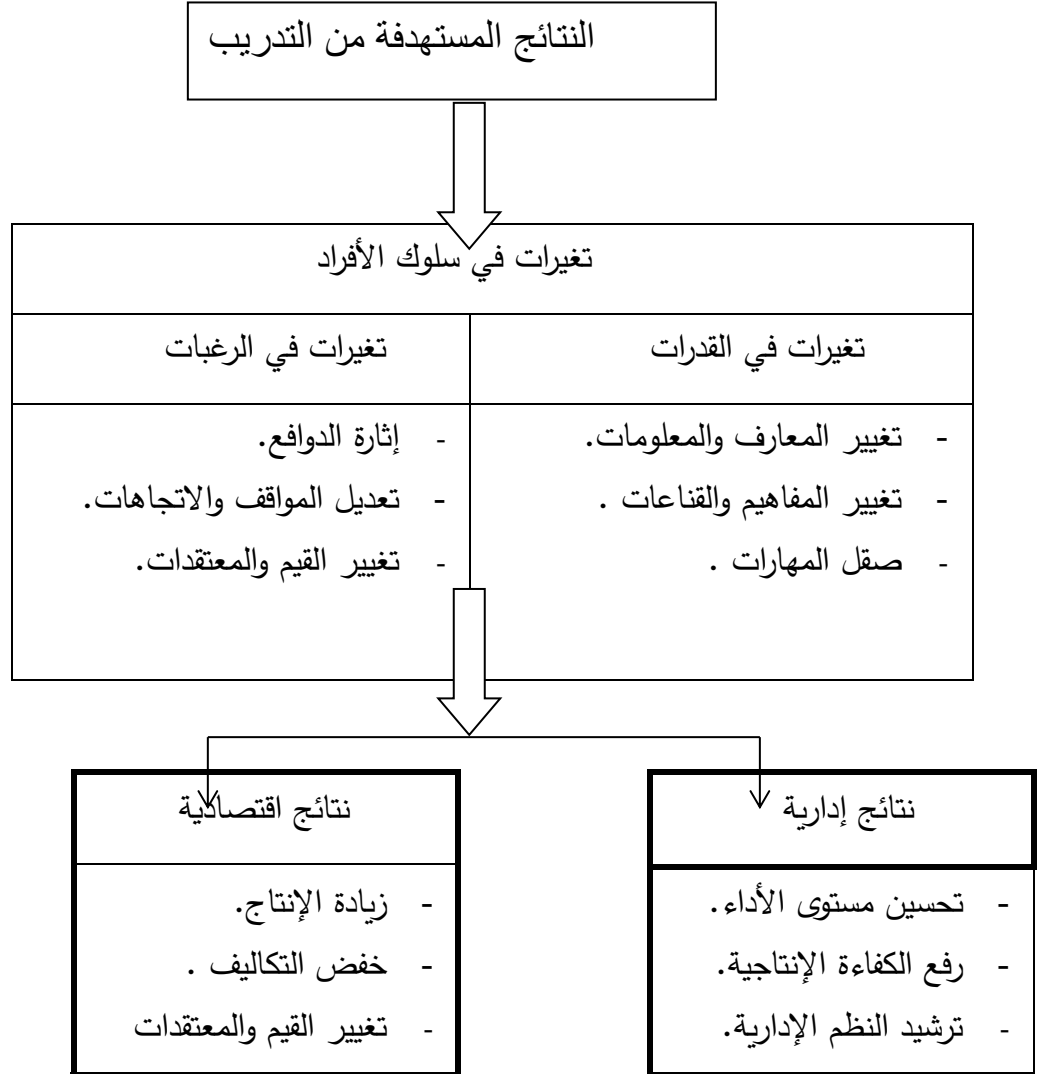 النتائج المستهدفة من التدريب
تغيرات في سلوك الأفراد
تغيرات في القدرات
- تغيير المعارف والمعلومات.
- تغيير المفاهيم والقناعات .
- صقل المهارات .
تغيرات في الرغبات
- إثارة الدوافع.
- تعديل المواقف والاتجاهات.
- تغيير القيم والمعتقدات.
نتائج إدارية
- تحسين مستوى الأداء.
- رفع الكفاءة الإنتاجية.
- ترشيد النظم الإدارية.
نتائج اقتصادية
- زيادة الإنتاج.
- خفض التكاليف .
- تغيير القيم والمعتقدات